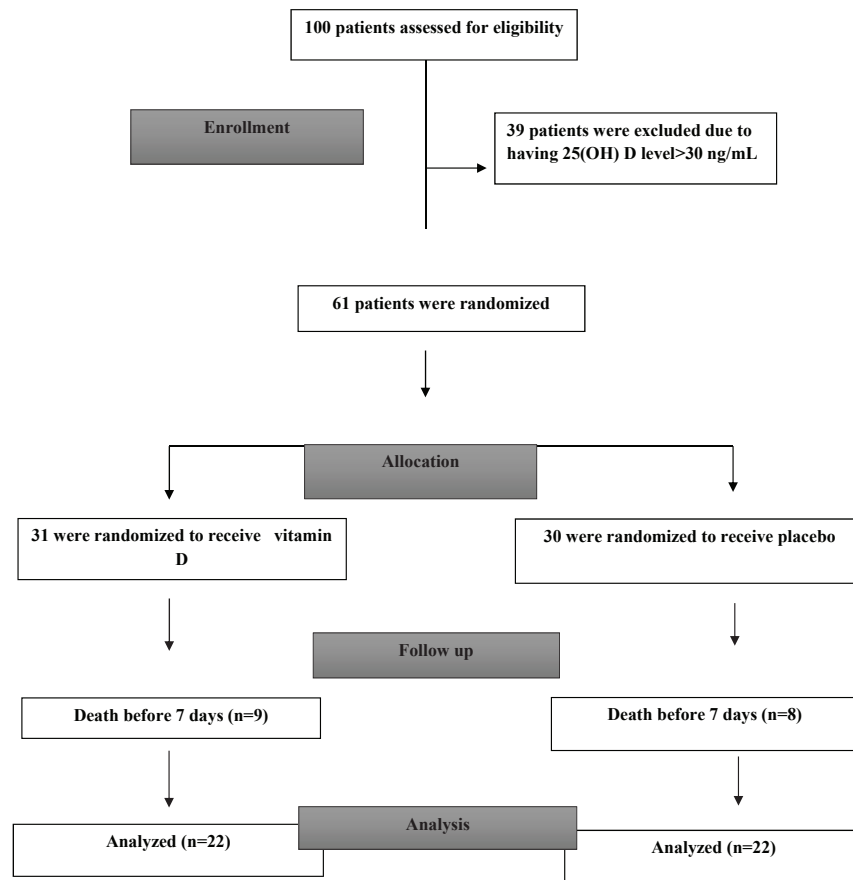 100 patients assessed for eligibility
Enrollment
39 patients were excluded due to
having 25(OH) D level>30 ng/mL
61 patients were randomized
Allocation
31 were randomized to receive vitamin
D
30 were randomized to receive placebo
Follow up
Death before 7 days (n=9)
Death before 7 days (n=8)
Analysis
Analyzed (n=22)
Analyzed (n=22)